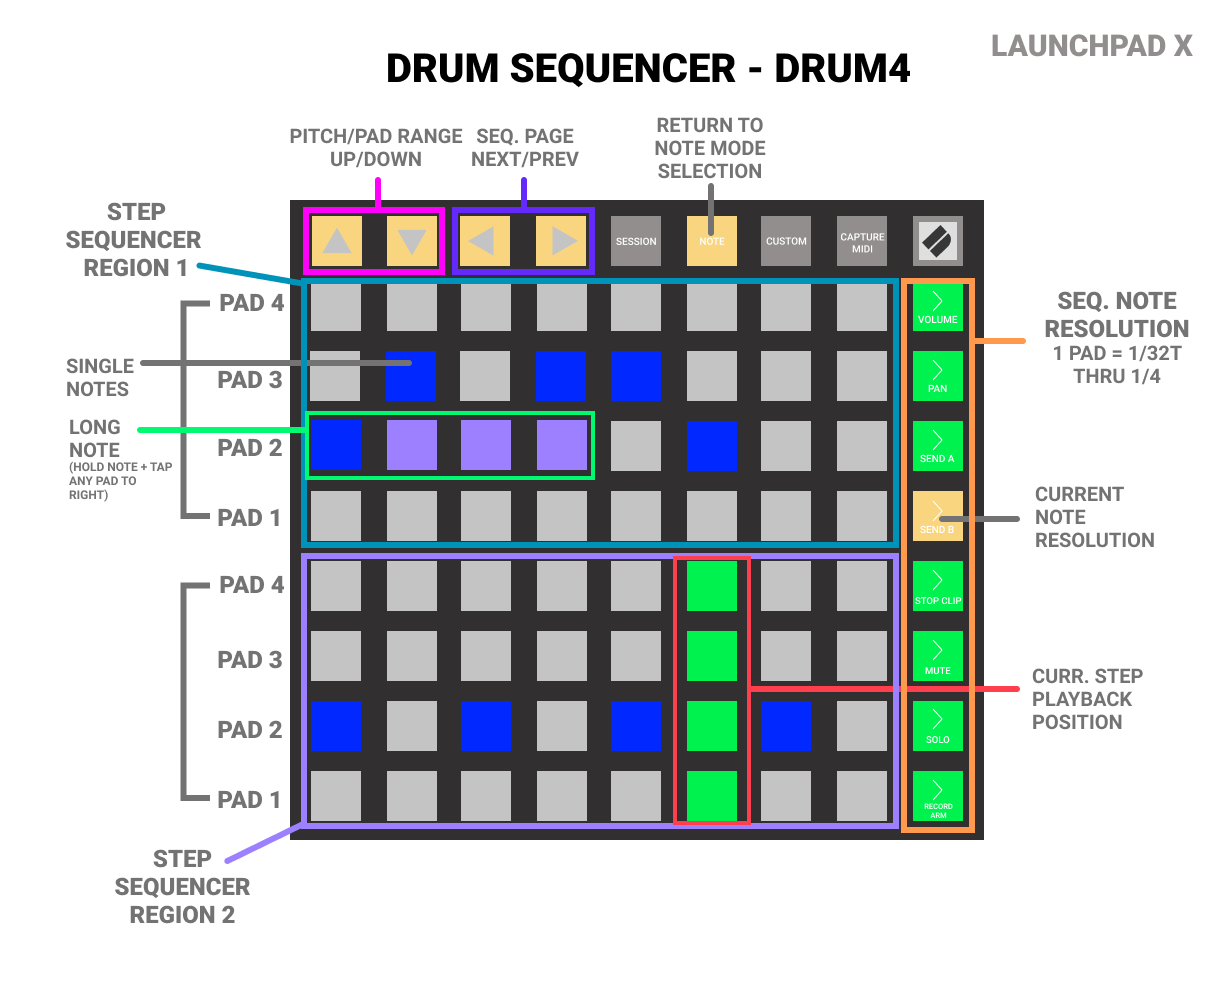 LAUNCHPAD X
DRUM SEQUENCER - DRUM4
PITCH/PAD RANGE
UP/DOWN
SEQ. PAGE
NEXT/PREV
RETURN TO
NOTE MODE
SELECTION
STEP
SEQUENCER
REGION 1
SESSION
NOTE
CUSTOM
CAPTURE
MIDI
PAD 4
VOLUME
SEQ. NOTE
RESOLUTION
1 PAD = 1/32T
THRU 1/4
SINGLE
NOTES
PAD 3
PAN
LONG
NOTE
(HOLD NOTE + TAP
ANY PAD TO
RIGHT)
PAD 2
SEND A
PAD 1
SEND B
CURRENT
NOTE
RESOLUTION
PAD 4
STOP CLIP
PAD 3
MUTE
CURR. STEP
PLAYBACK
POSITION
PAD 2
SOLO
PAD 1
RECORD
ARM
STEP
SEQUENCER
REGION 2